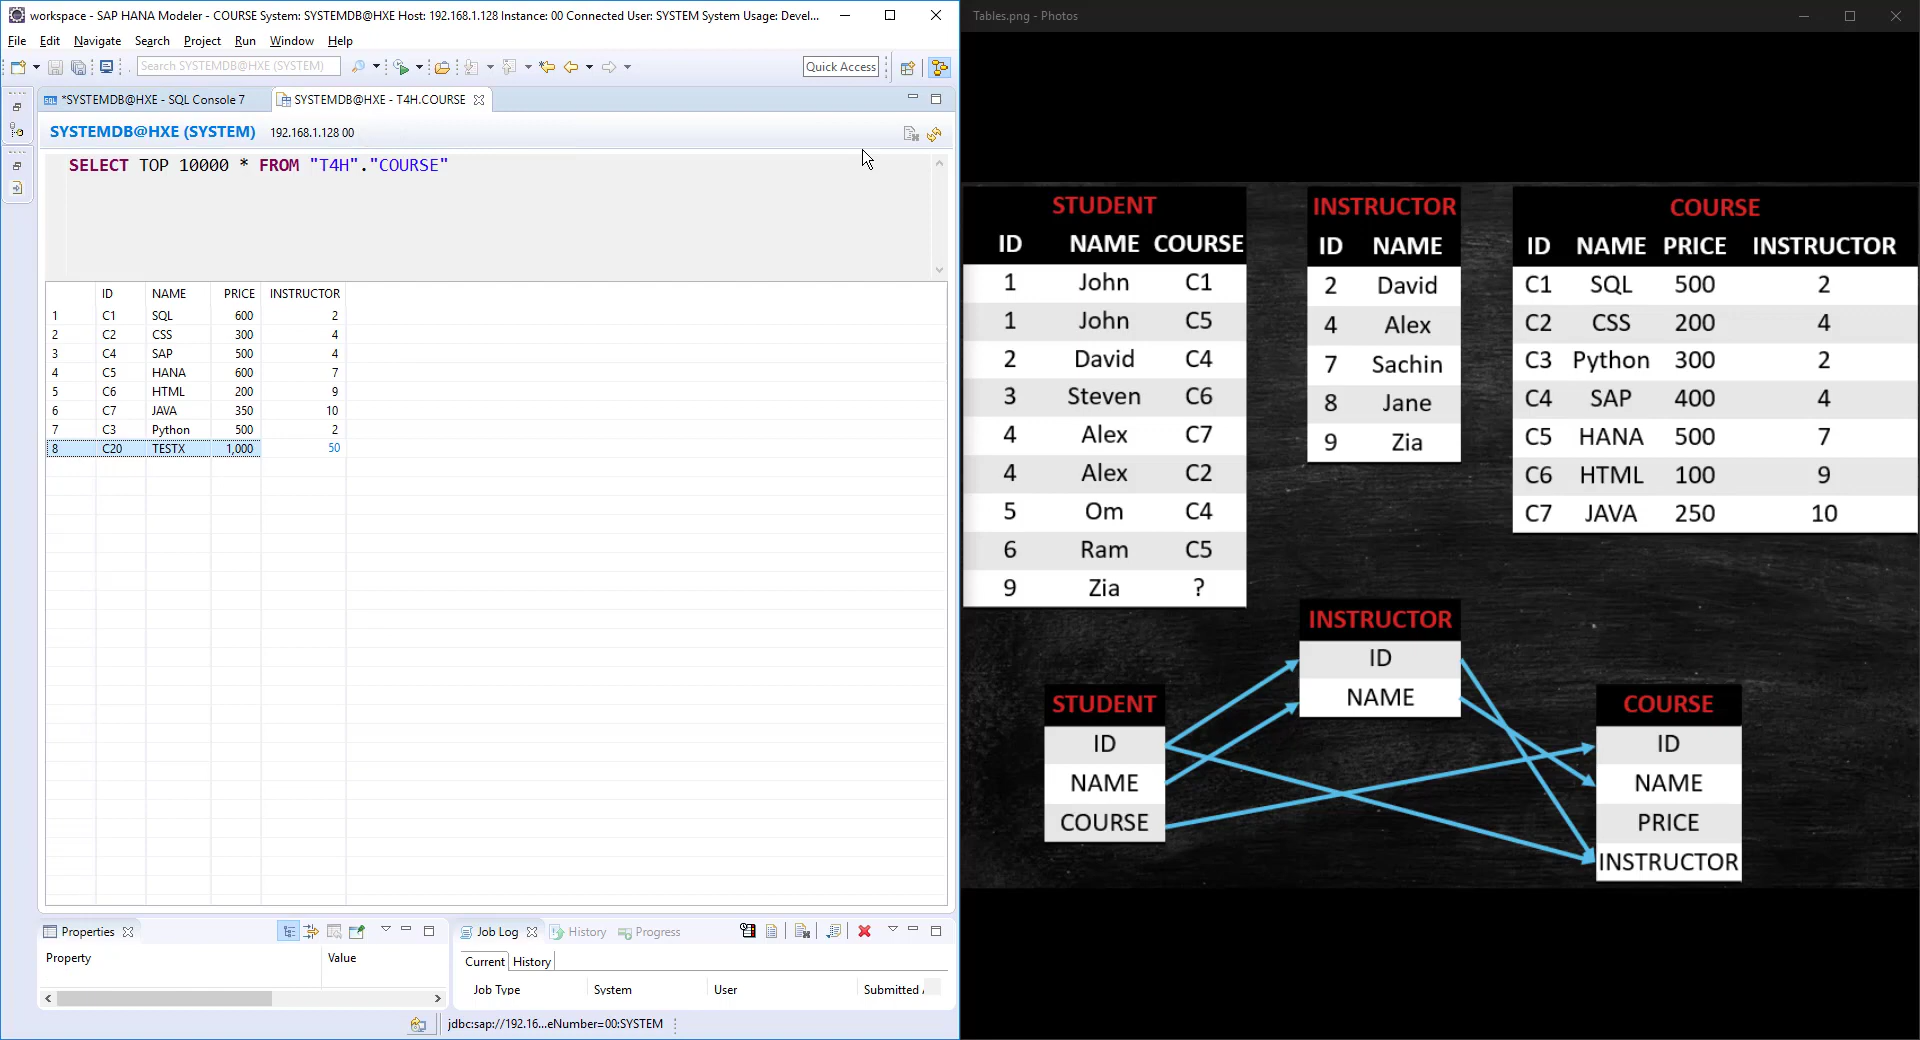 workspace - SAP HANA Modeler - COURSE System: SYSTEMDB@HXE Host: 192.168.1.128 Instance: 00 Connected User: SYSTEM System Usage: Devel...
File Edit Navigate Search Project Run Window Help
Search SYSTEMDB@HXE (SYSTEM)
Quick Access
*SYSTEMDB@HXE - SQL Console 7
SYSTEMDB@HXE - T4H.COURSE
SYSTEMDB@HXE (SYSTEM) 192.168.1.128 00
SELECT TOP 10000 * FROM "T4H"."COURSE"
ID NAME PRICE INSTRUCTOR
1 C1 SQL 600 2
2 C2 CSS 300 4
3 C4 SAP 500 4
4 C5 HANA 600 7
5 C6 HTML 200 9
6 C7 JAVA 350 10
7 C3 Python 500 2
8 C20 TESTX 1,000 50
Properties
Property Value
Job Log History Progress
Current History
Job Type System User Submitted
jdbc:sap://192.16...eNumber=00:SYSTEM
Tables.png - Photos
STUDENT
ID NAME COURSE
1 John C1
1 John C5
2 David C4
3 Steven C6
4 Alex C7
4 Alex C2
5 Om C4
6 Ram C5
9 Zia ?
INSTRUCTOR
ID NAME
2 David
4 Alex
7 Sachin
8 Jane
9 Zia
COURSE
ID NAME PRICE INSTRUCTOR
C1 SQL 500 2
C2 CSS 200 4
C3 Python 300 2
C4 SAP 400 4
C5 HANA 500 7
C6 HTML 100 9
C7 JAVA 250 10
INSTRUCTOR
ID
NAME
STUDENT
ID
NAME
COURSE
COURSE
ID
NAME
PRICE
INSTRUCTOR